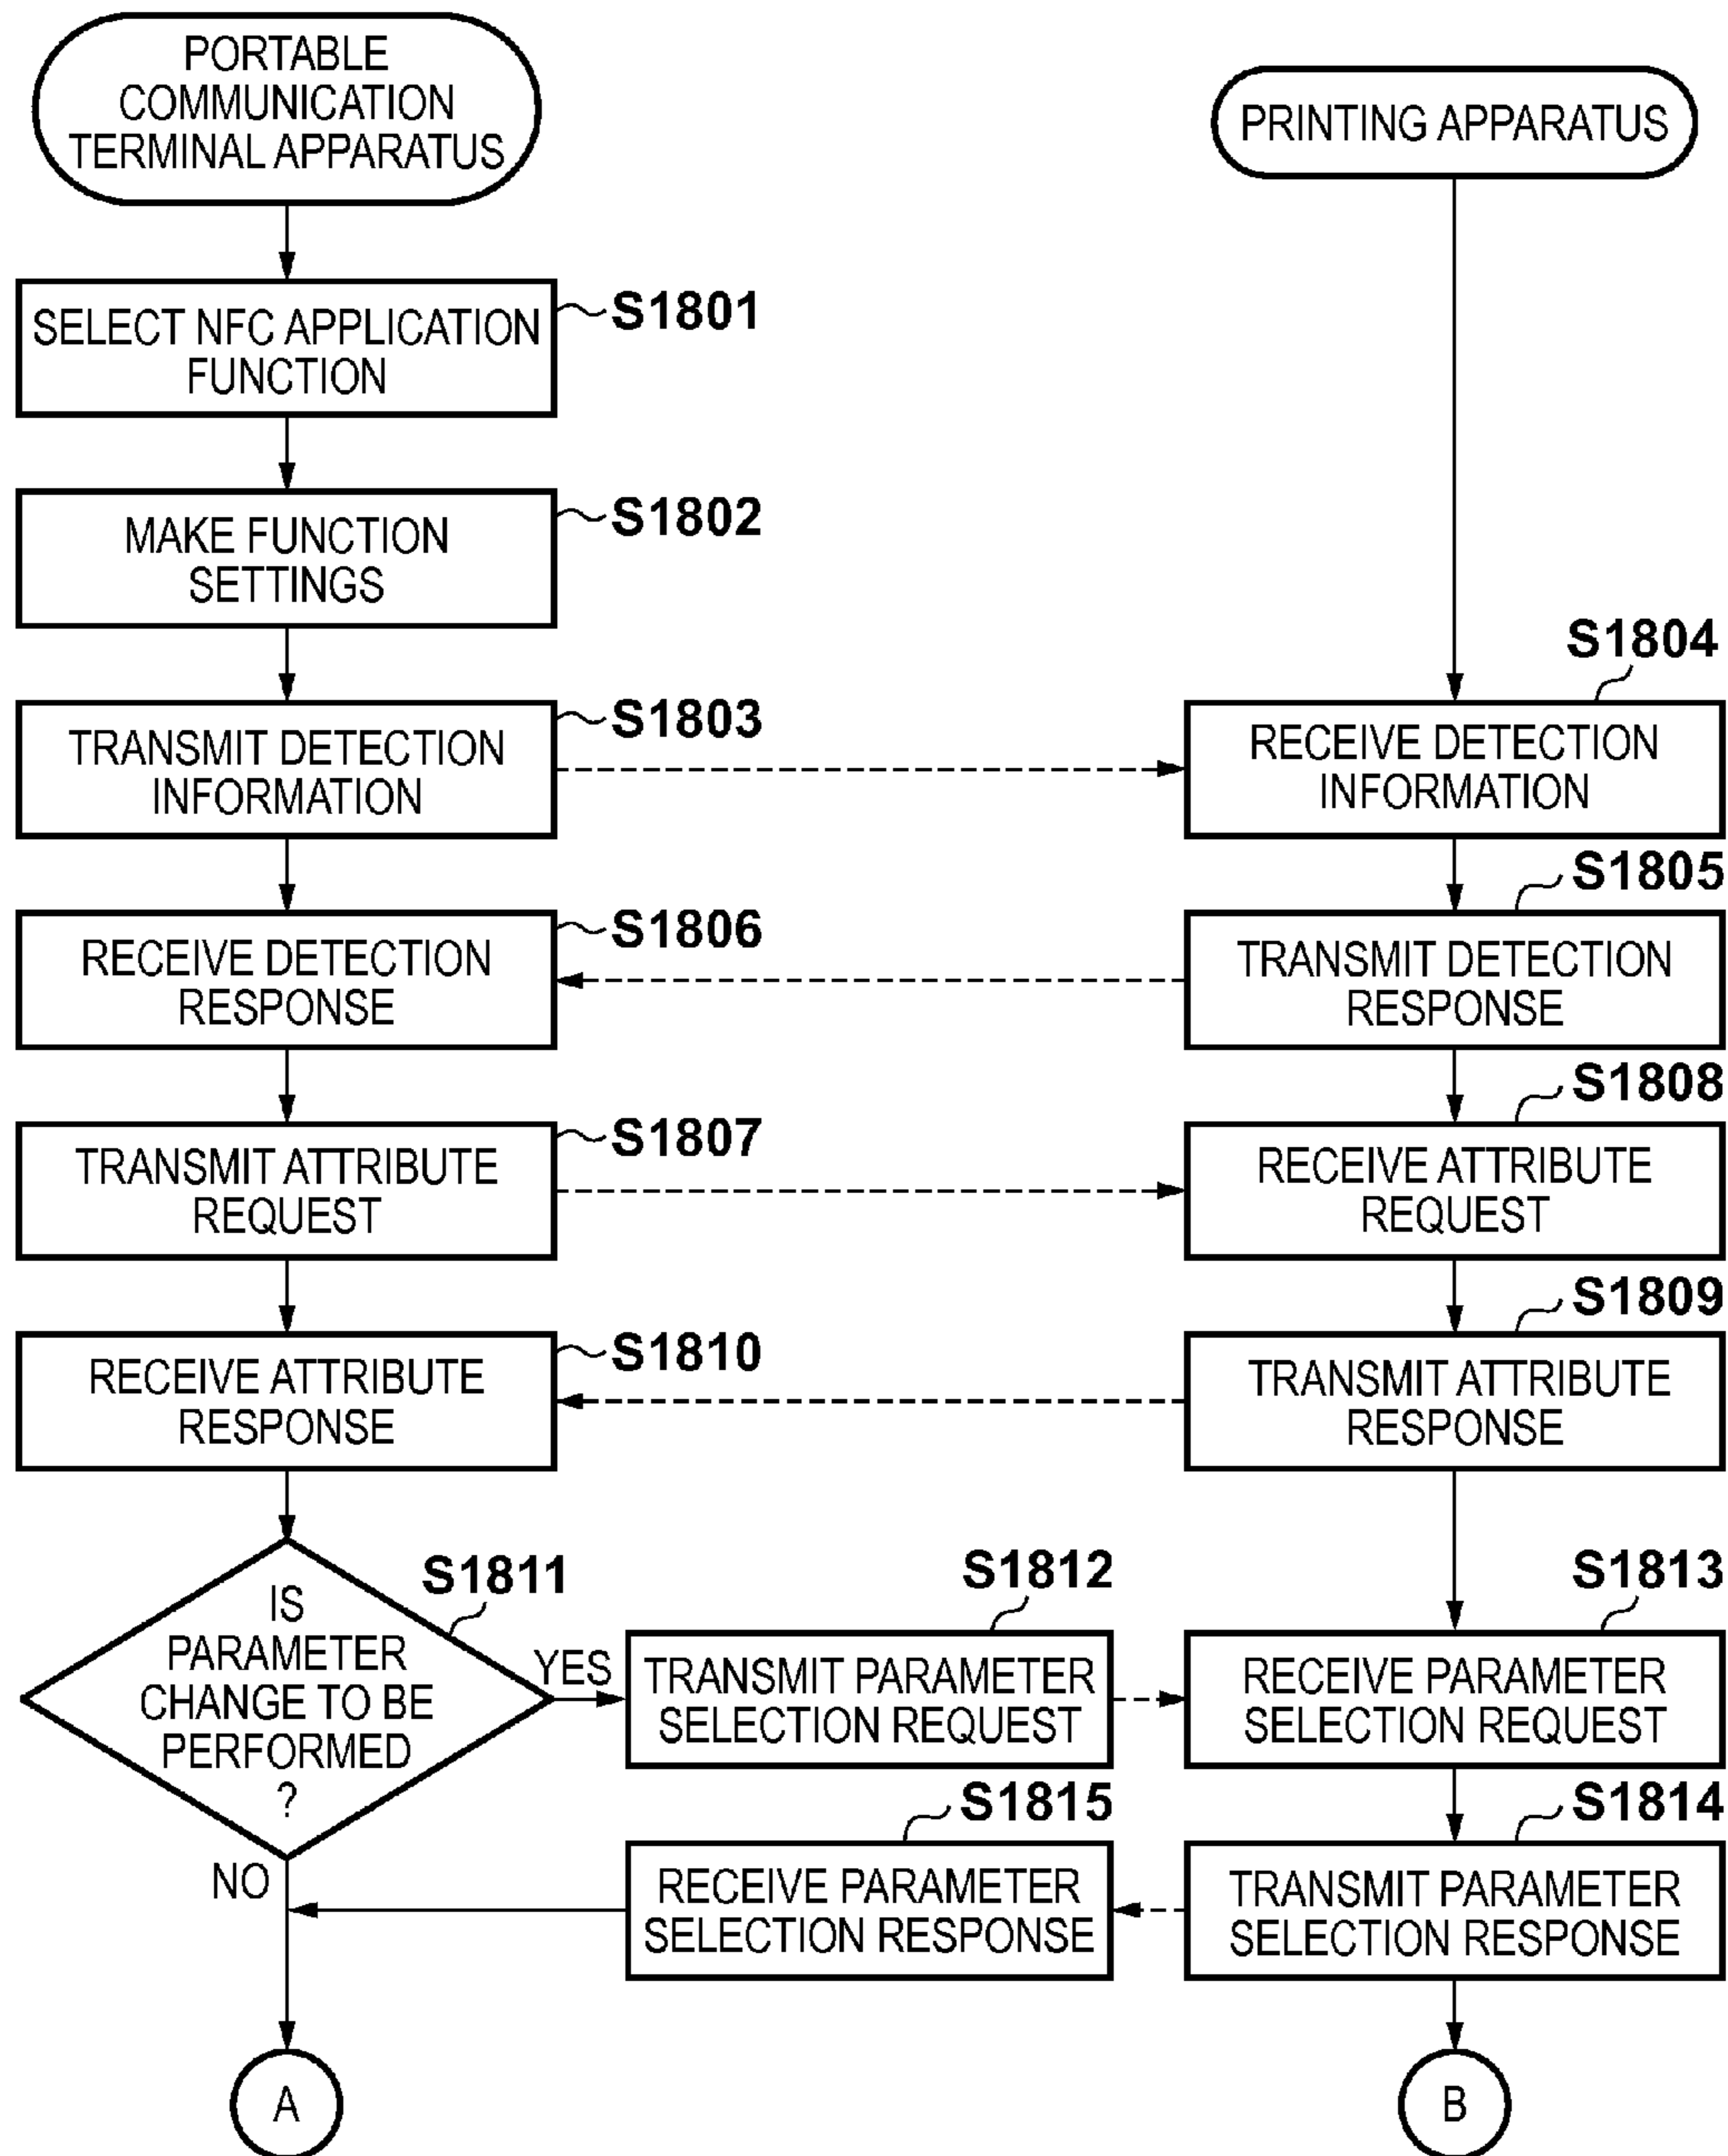 PORTABLE
COMMUNICATION
TERMINAL APPARATUS
PRINTING APPARATUS
SELECT NFC APPLICATION
FUNCTION
S1801
MAKE FUNCTION
SETTINGS
S1802
TRANSMIT DETECTION
INFORMATION
S1803
S1804
RECEIVE DETECTION
INFORMATION
S1805
RECEIVE DETECTION
RESPONSE
S1806
TRANSMIT DETECTION
RESPONSE
S1808
TRANSMIT ATTRIBUTE
REQUEST
S1807
RECEIVE ATTRIBUTE
REQUEST
S1809
RECEIVE ATTRIBUTE
RESPONSE
S1810
TRANSMIT ATTRIBUTE
RESPONSE
S1811
IS
PARAMETER
CHANGE TO BE
PERFORMED
?
YES
S1812
TRANSMIT PARAMETER
SELECTION REQUEST
S1813
RECEIVE PARAMETER
SELECTION REQUEST
NO
S1815
RECEIVE PARAMETER
SELECTION RESPONSE
S1814
TRANSMIT PARAMETER
SELECTION RESPONSE
A
B